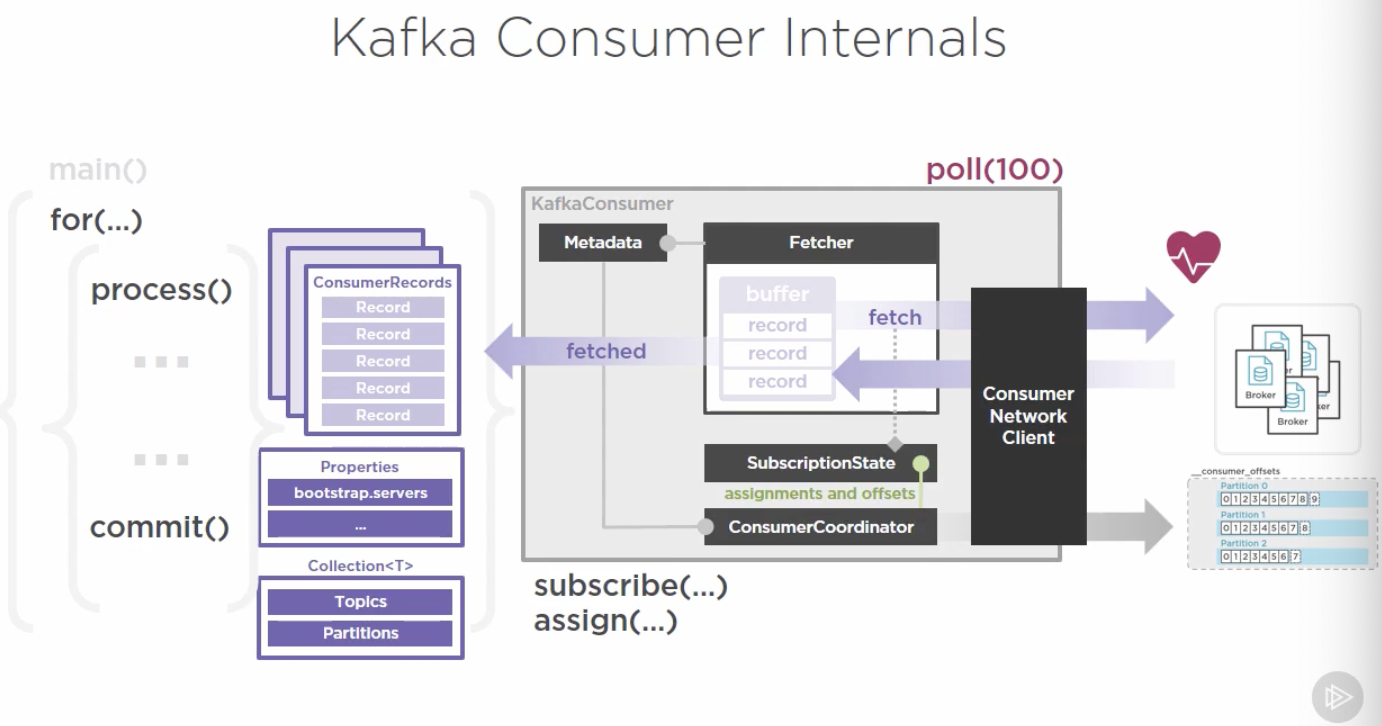 Kafka Consumer Internals
main()
for(...)
process()
...
...
commit()
ConsumerRecords
Record
Record
Record
Record
Record
Properties
bootstrap.servers
...
Collection<T>
Topics
Partitions
poll(100)
KafkaConsumer
Metadata
Fetcher
buffer
record
record
record
fetch
fetched
SubscriptionState
assignments and offsets
ConsumerCoordinator
Consumer
Network
Client
subscribe(...)
assign(...)
Broker
Broker
__consumer_offsets
Partition 0
0 1 2 3 4 5 6 7 8 9
Partition 1
0 1 2 3 4 5 6 7 8
Partition 2
0 1 2 3 4 5 6 7